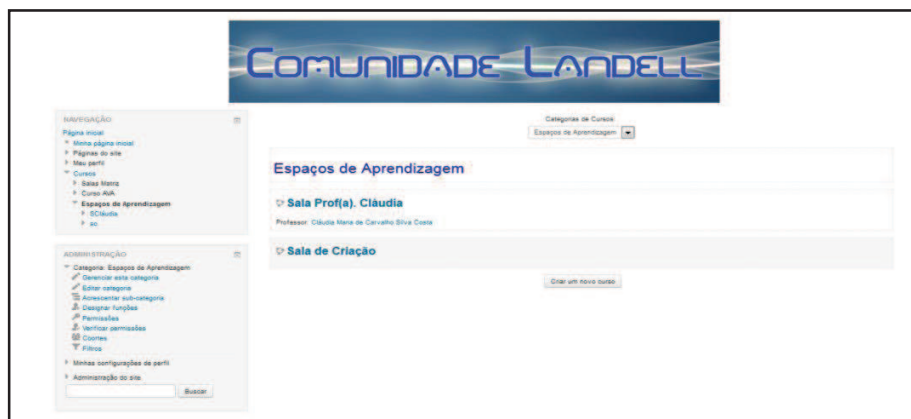 COMUNIDADE LANDELL
NAVEGAÇÃO
Página inicial
Minha página inicial
Páginas do site
Meu perfil
Cursos
Salas Matriz
Curso AVA
Espaços de Aprendizagem
SCláudia
sc
ADMINISTRAÇÃO
Categoria: Espaços de Aprendizagem
Gerenciar esta categoria
Editar categoria
Acrescentar sub-categoria
Designar funções
Permissões
Verificar permissões
Coortes
Filtros
Minhas configurações de perfil
Administração do site
Buscar
Categorias de Cursos
Espaços de Aprendizagem
Espaços de Aprendizagem
Sala Prof(a). Cláudia
Professor: Cláudia Maria de Carvalho Silva Costa
Sala de Criação
Criar um novo curso